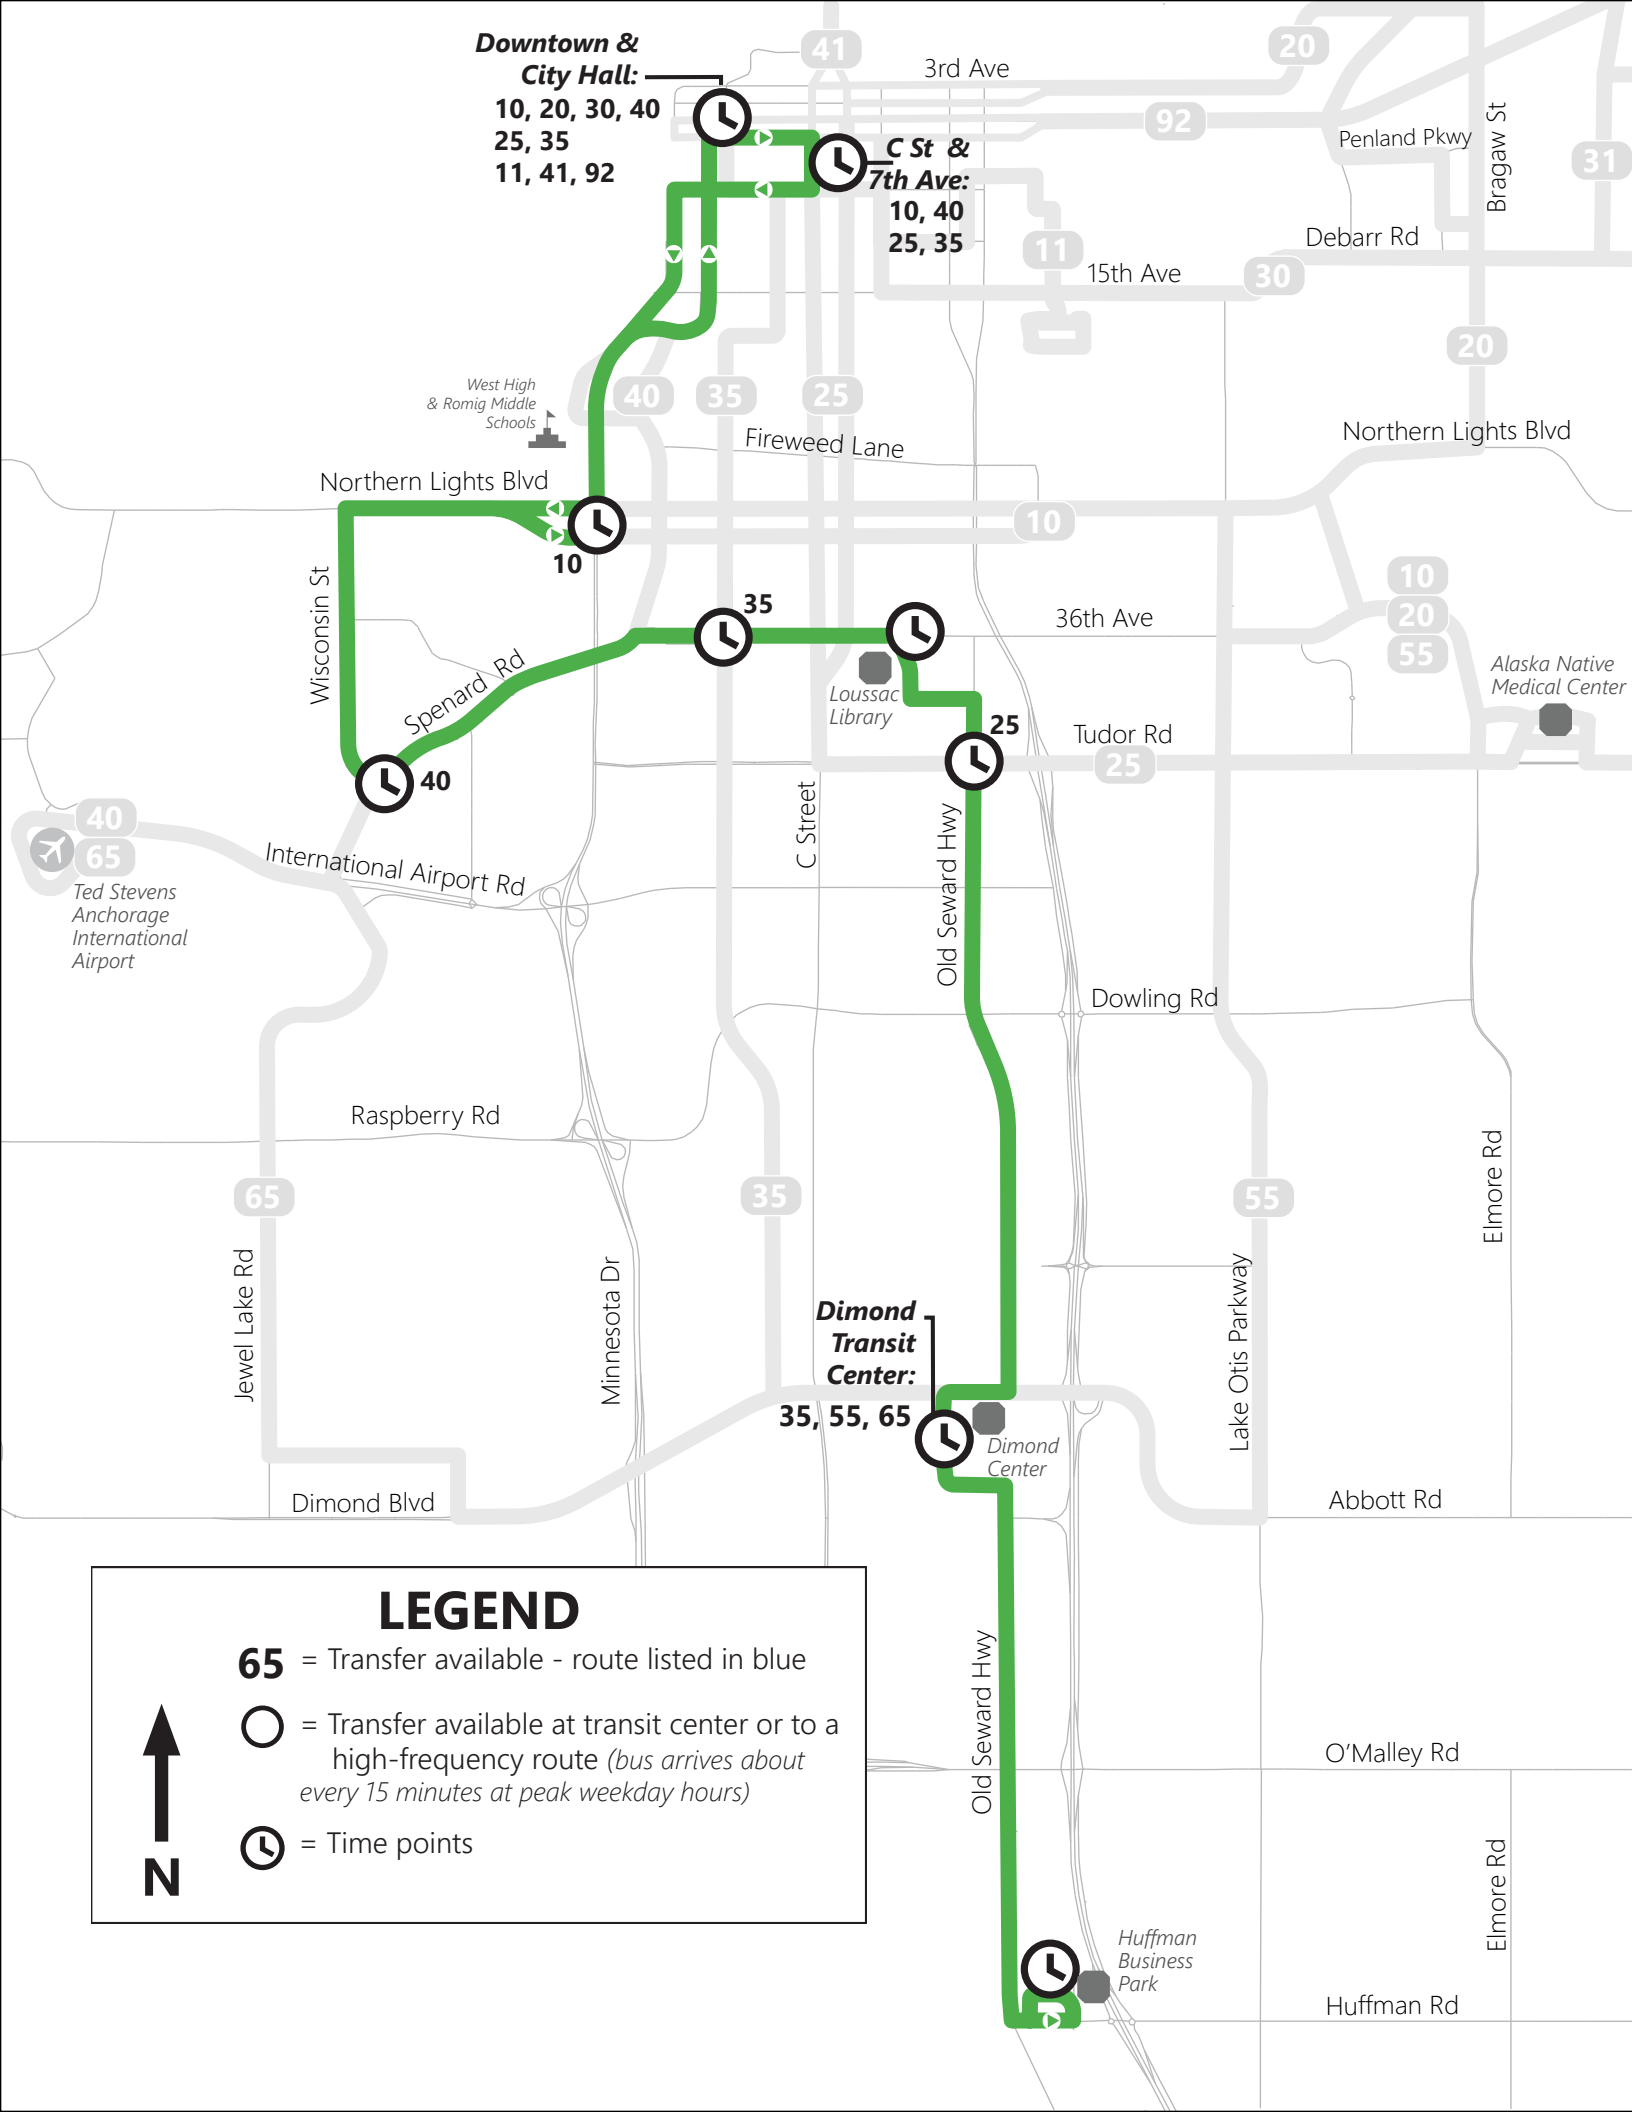 Downtown &
City Hall:
10, 20, 30, 40
25, 35
11, 41, 92
41
3rd Ave
20
92
Penland Pkwy
Bragaw St
31
C St &
7th Ave:
10, 40
25, 35
11
Debarr Rd
15th Ave
30
20
West High
& Romig Middle
Schools
40
35
25
Fireweed Lane
Northern Lights Blvd
Northern Lights Blvd
10
10
Wisconsin St
35
36th Ave
10
20
55
Spenard Rd
Loussac
Library
Alaska Native
Medical Center
25
Tudor Rd
25
40
C Street
Old Seward Hwy
40
65
International Airport Rd
Ted Stevens
Anchorage
International
Airport
Dowling Rd
Raspberry Rd
65
35
55
Elmore Rd
Jewel Lake Rd
Minnesota Dr
Lake Otis Parkway
Dimond
Transit
Center:
35, 55, 65
Dimond
Center
Dimond Blvd
Abbott Rd
LEGEND
65 = Transfer available - route listed in blue
= Transfer available at transit center or to a
high-frequency route (bus arrives about
every 15 minutes at peak weekday hours)
= Time points
N
Old Seward Hwy
O'Malley Rd
Elmore Rd
Huffman
Business
Park
Huffman Rd